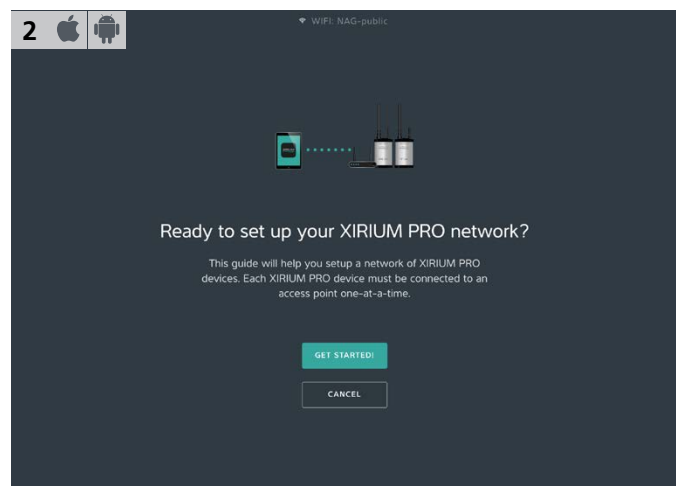 2
WIFI: NAG-public
Ready to set up your XIRIUM PRO network?
This guide will help you setup a network of XIRIUM PRO
devices. Each XIRIUM PRO device must be connected to an
access point one-at-a-time.
GET STARTED!
CANCEL